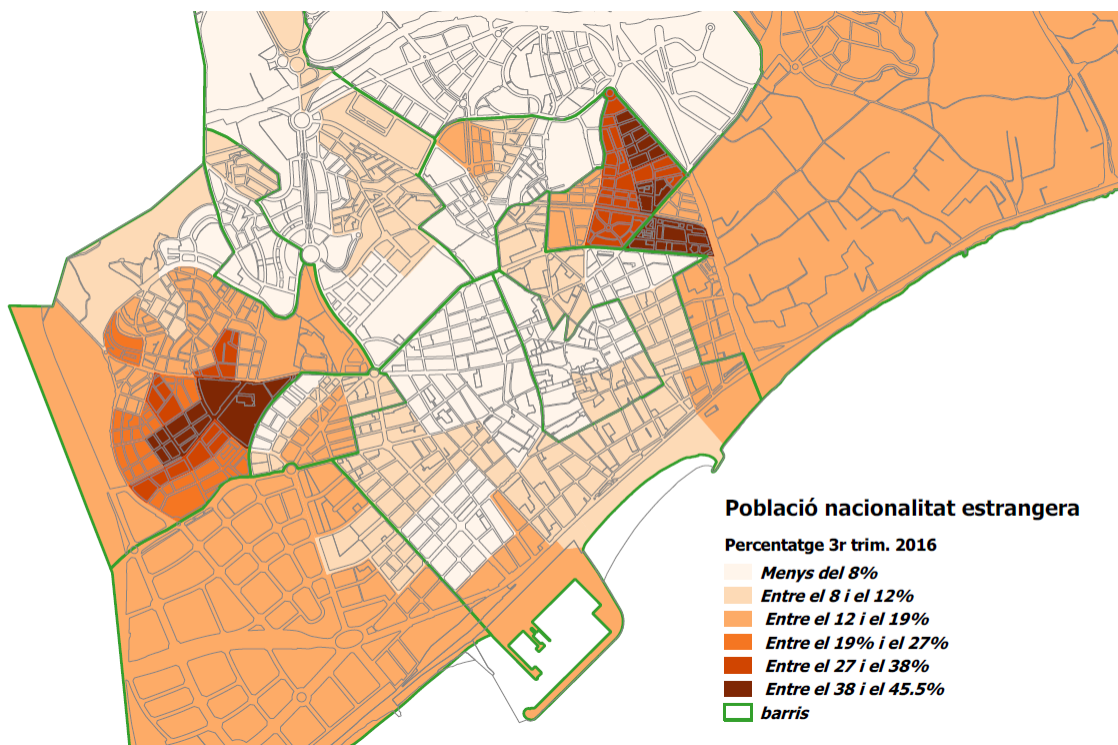 Població nacionalitat estrangera
Percentatge 3r trim. 2016
Menys del 8%
Entre el 8 i el 12%
Entre el 12 i el 19%
Entre el 19% i el 27%
Entre el 27 i el 38%
Entre el 38 i el 45.5%
barris